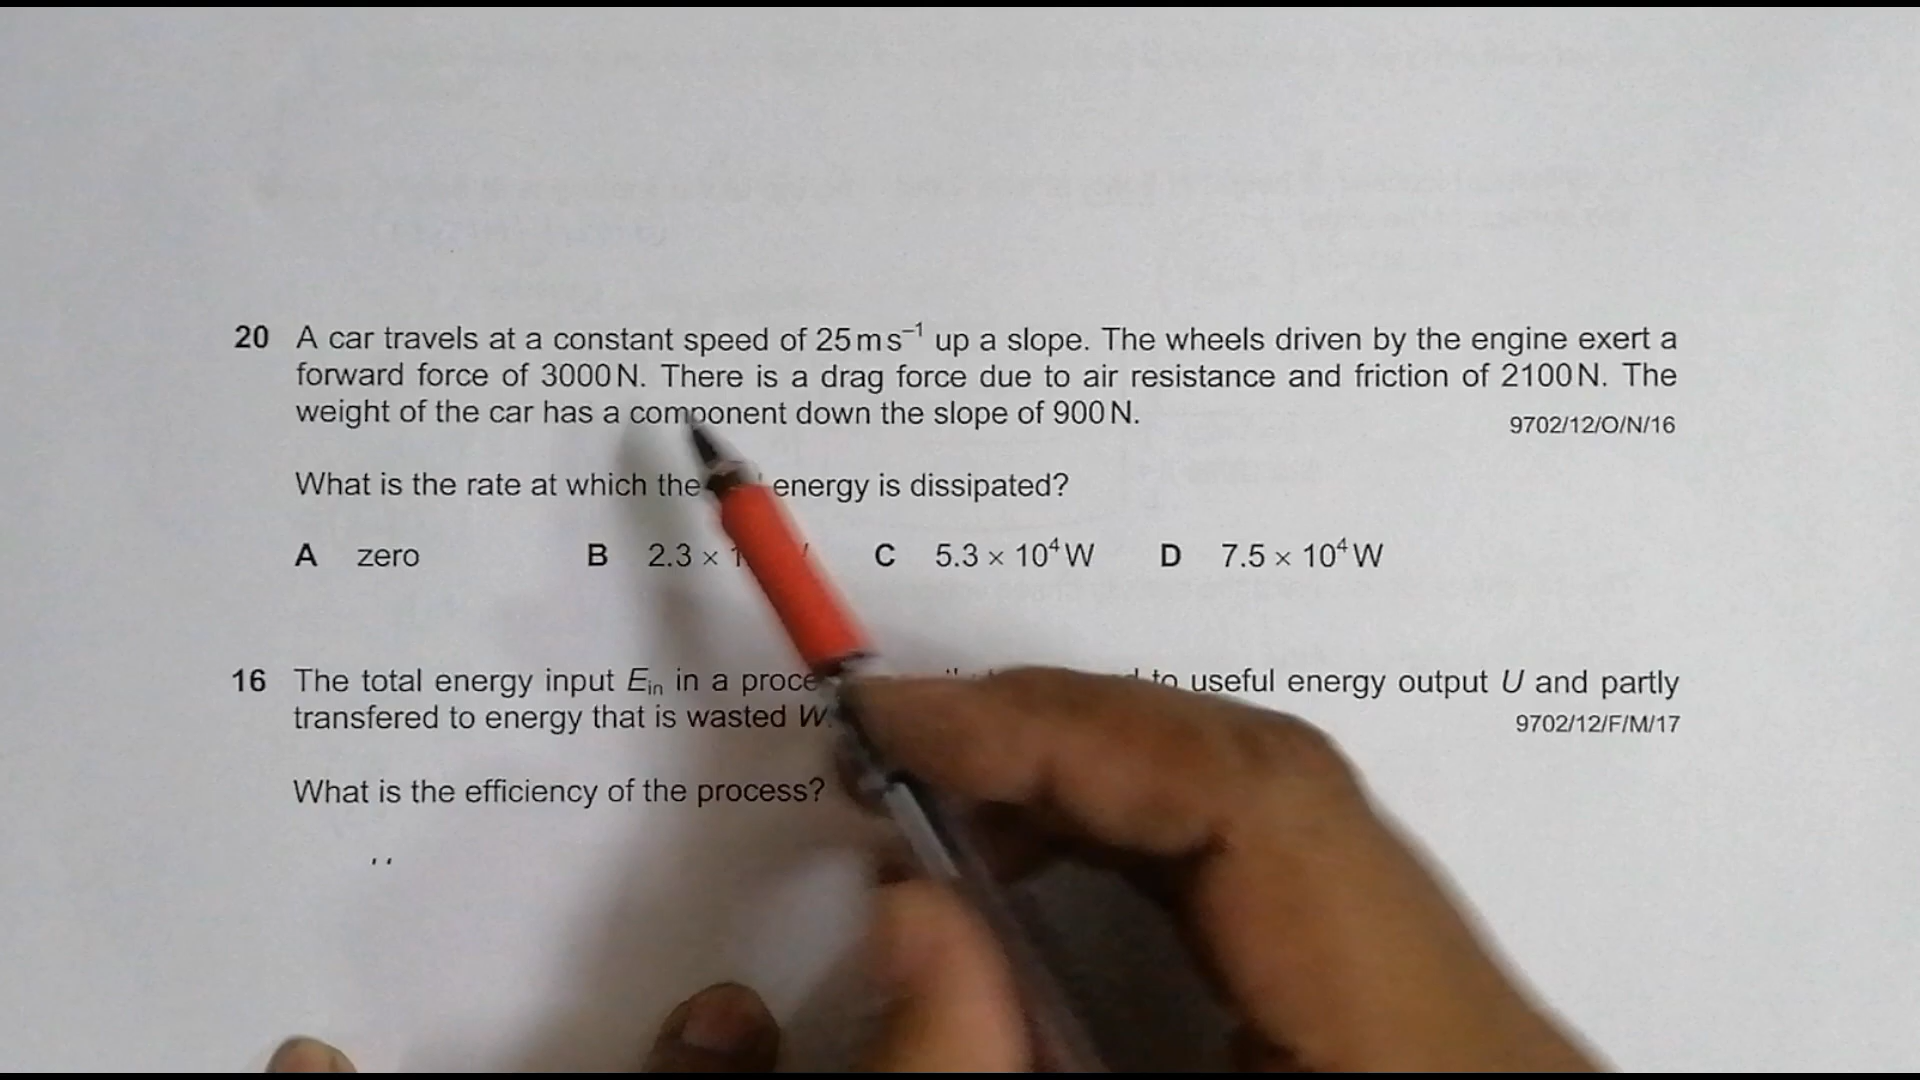 20 A car travels at a constant speed of 25 m s⁻¹ up a slope. The wheels driven by the engine exert a
forward force of 3000 N. There is a drag force due to air resistance and friction of 2100 N. The
weight of the car has a component down the slope of 900 N.
9702/12/O/N/16
What is the rate at which the energy is dissipated?
A zero B 2.3 × C 5.3 × 10⁴ W D 7.5 × 10⁴ W
16 The total energy input E_in in a to useful energy output U and partly
transfered to energy that is wasted W.
9702/12/F/M/17
What is the efficiency of the process?